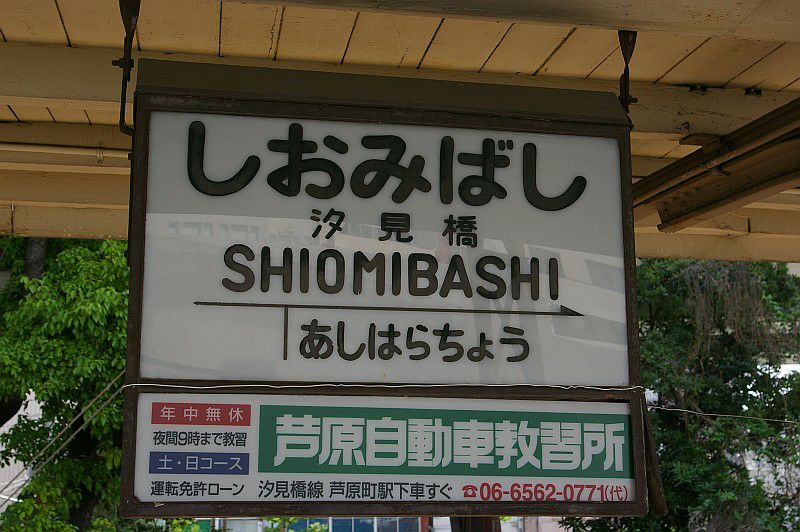 しおみばし
汐見橋
SHIOMIBASHI
あしはらちょう
年中無休
夜間9時まで教習
土・日コース
運転免許ローン
芦原自動車教習所
汐見橋線 芦原町駅下車すぐ ☎06-6562-0771(代)